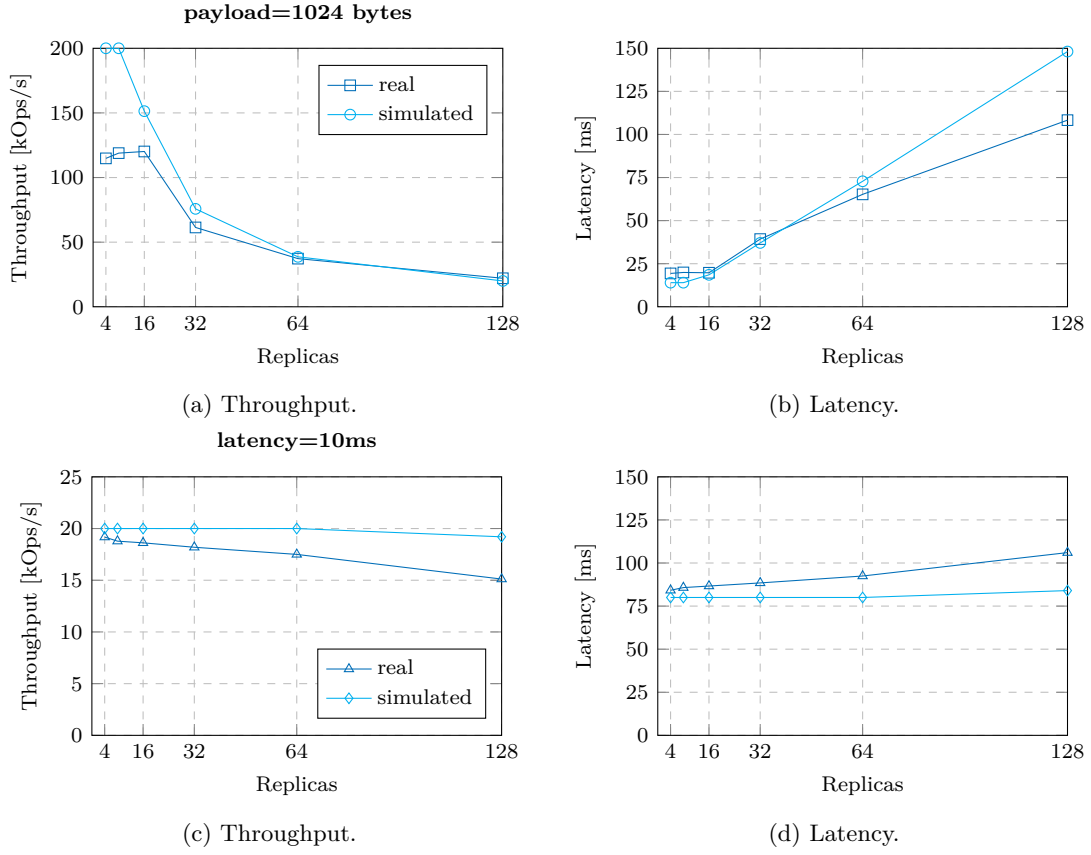 payload=1024 bytes
Throughput [kOps/s]
200
150
100
50
0
real
simulated
4 16 32 64 128
Replicas
(a) Throughput.
Latency [ms]
150
125
100
75
50
25
0
4 16 32 64 128
Replicas
(b) Latency.
latency=10ms
Throughput [kOps/s]
25
20
15
10
5
0
real
simulated
4 16 32 64 128
Replicas
(c) Throughput.
Latency [ms]
150
125
100
75
50
25
0
4 16 32 64 128
Replicas
(d) Latency.